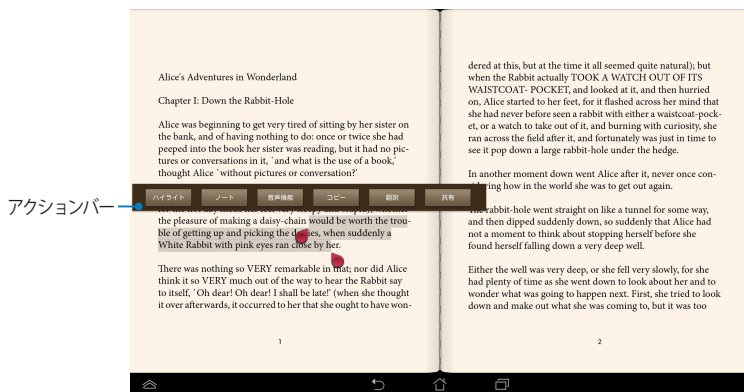 Alice's Adventures in Wonderland
Chapter I: Down the Rabbit-Hole
Alice was beginning to get very tired of sitting by her sister on
the bank, and of having nothing to do: once or twice she had
peeped into the book her sister was reading, but it had no pic-
tures or conversations in it, `and what is the use of a book,'
thought Alice `without pictures or conversation?'
アクションバー
ハイライト ノート 音声機能 コピー 翻訳 共有
the pleasure of making a daisy-chain would be worth the trou-
ble of getting up and picking the daisies, when suddenly a
White Rabbit with pink eyes ran close by her.
There was nothing so VERY remarkable in that; nor did Alice
think it so VERY much out of the way to hear the Rabbit say
to itself, `Oh dear! Oh dear! I shall be late!' (when she thought
it over afterwards, it occurred to her that she ought to have won-
1
dered at this, but at the time it all seemed quite natural); but
when the Rabbit actually TOOK A WATCH OUT OF ITS
WAISTCOAT- POCKET, and looked at it, and then hurried
on, Alice started to her feet, for it flashed across her mind that
she had never before seen a rabbit with either a waistcoat-pock-
et, or a watch to take out of it, and burning with curiosity, she
ran across the field after it, and fortunately was just in time to
see it pop down a large rabbit-hole under the hedge.
In another moment down went Alice after it, never once con-
how in the world she was to get out again.
The rabbit-hole went straight on like a tunnel for some way,
and then dipped suddenly down, so suddenly that Alice had
not a moment to think about stopping herself before she
found herself falling down a very deep well.
Either the well was very deep, or she fell very slowly, for she
had plenty of time as she went down to look about her and to
wonder what was going to happen next. First, she tried to look
down and make out what she was coming to, but it was too
2